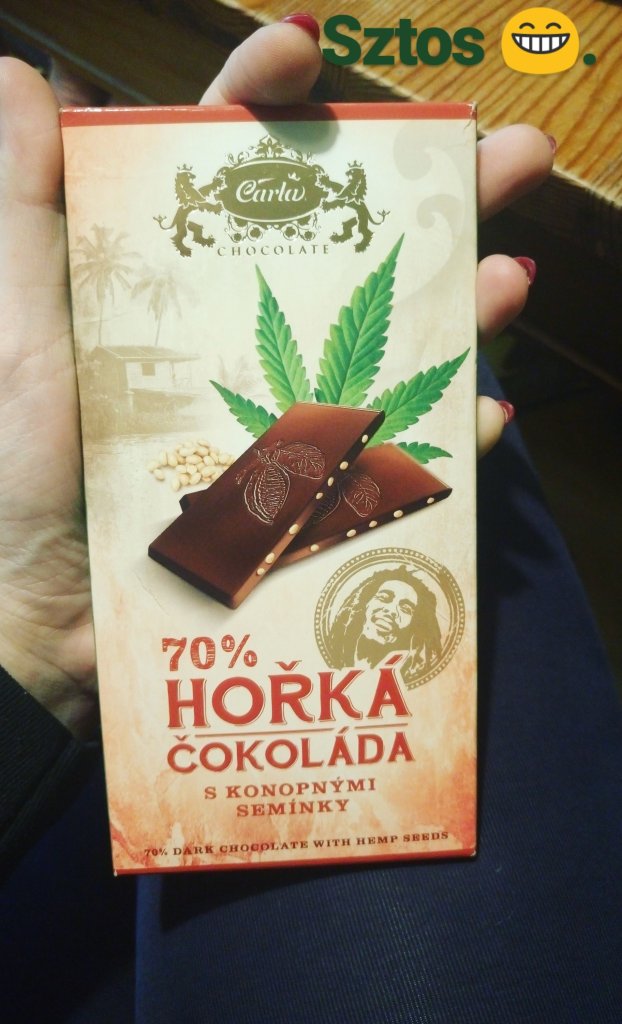 Sztos 😁.
Carla
CHOCOLATE
70%
HOŘKÁ
ČOKOLÁDA
S KONOPNÝMI
SEMÍNKY
70% DARK CHOCOLATE WITH HEMP SEEDS